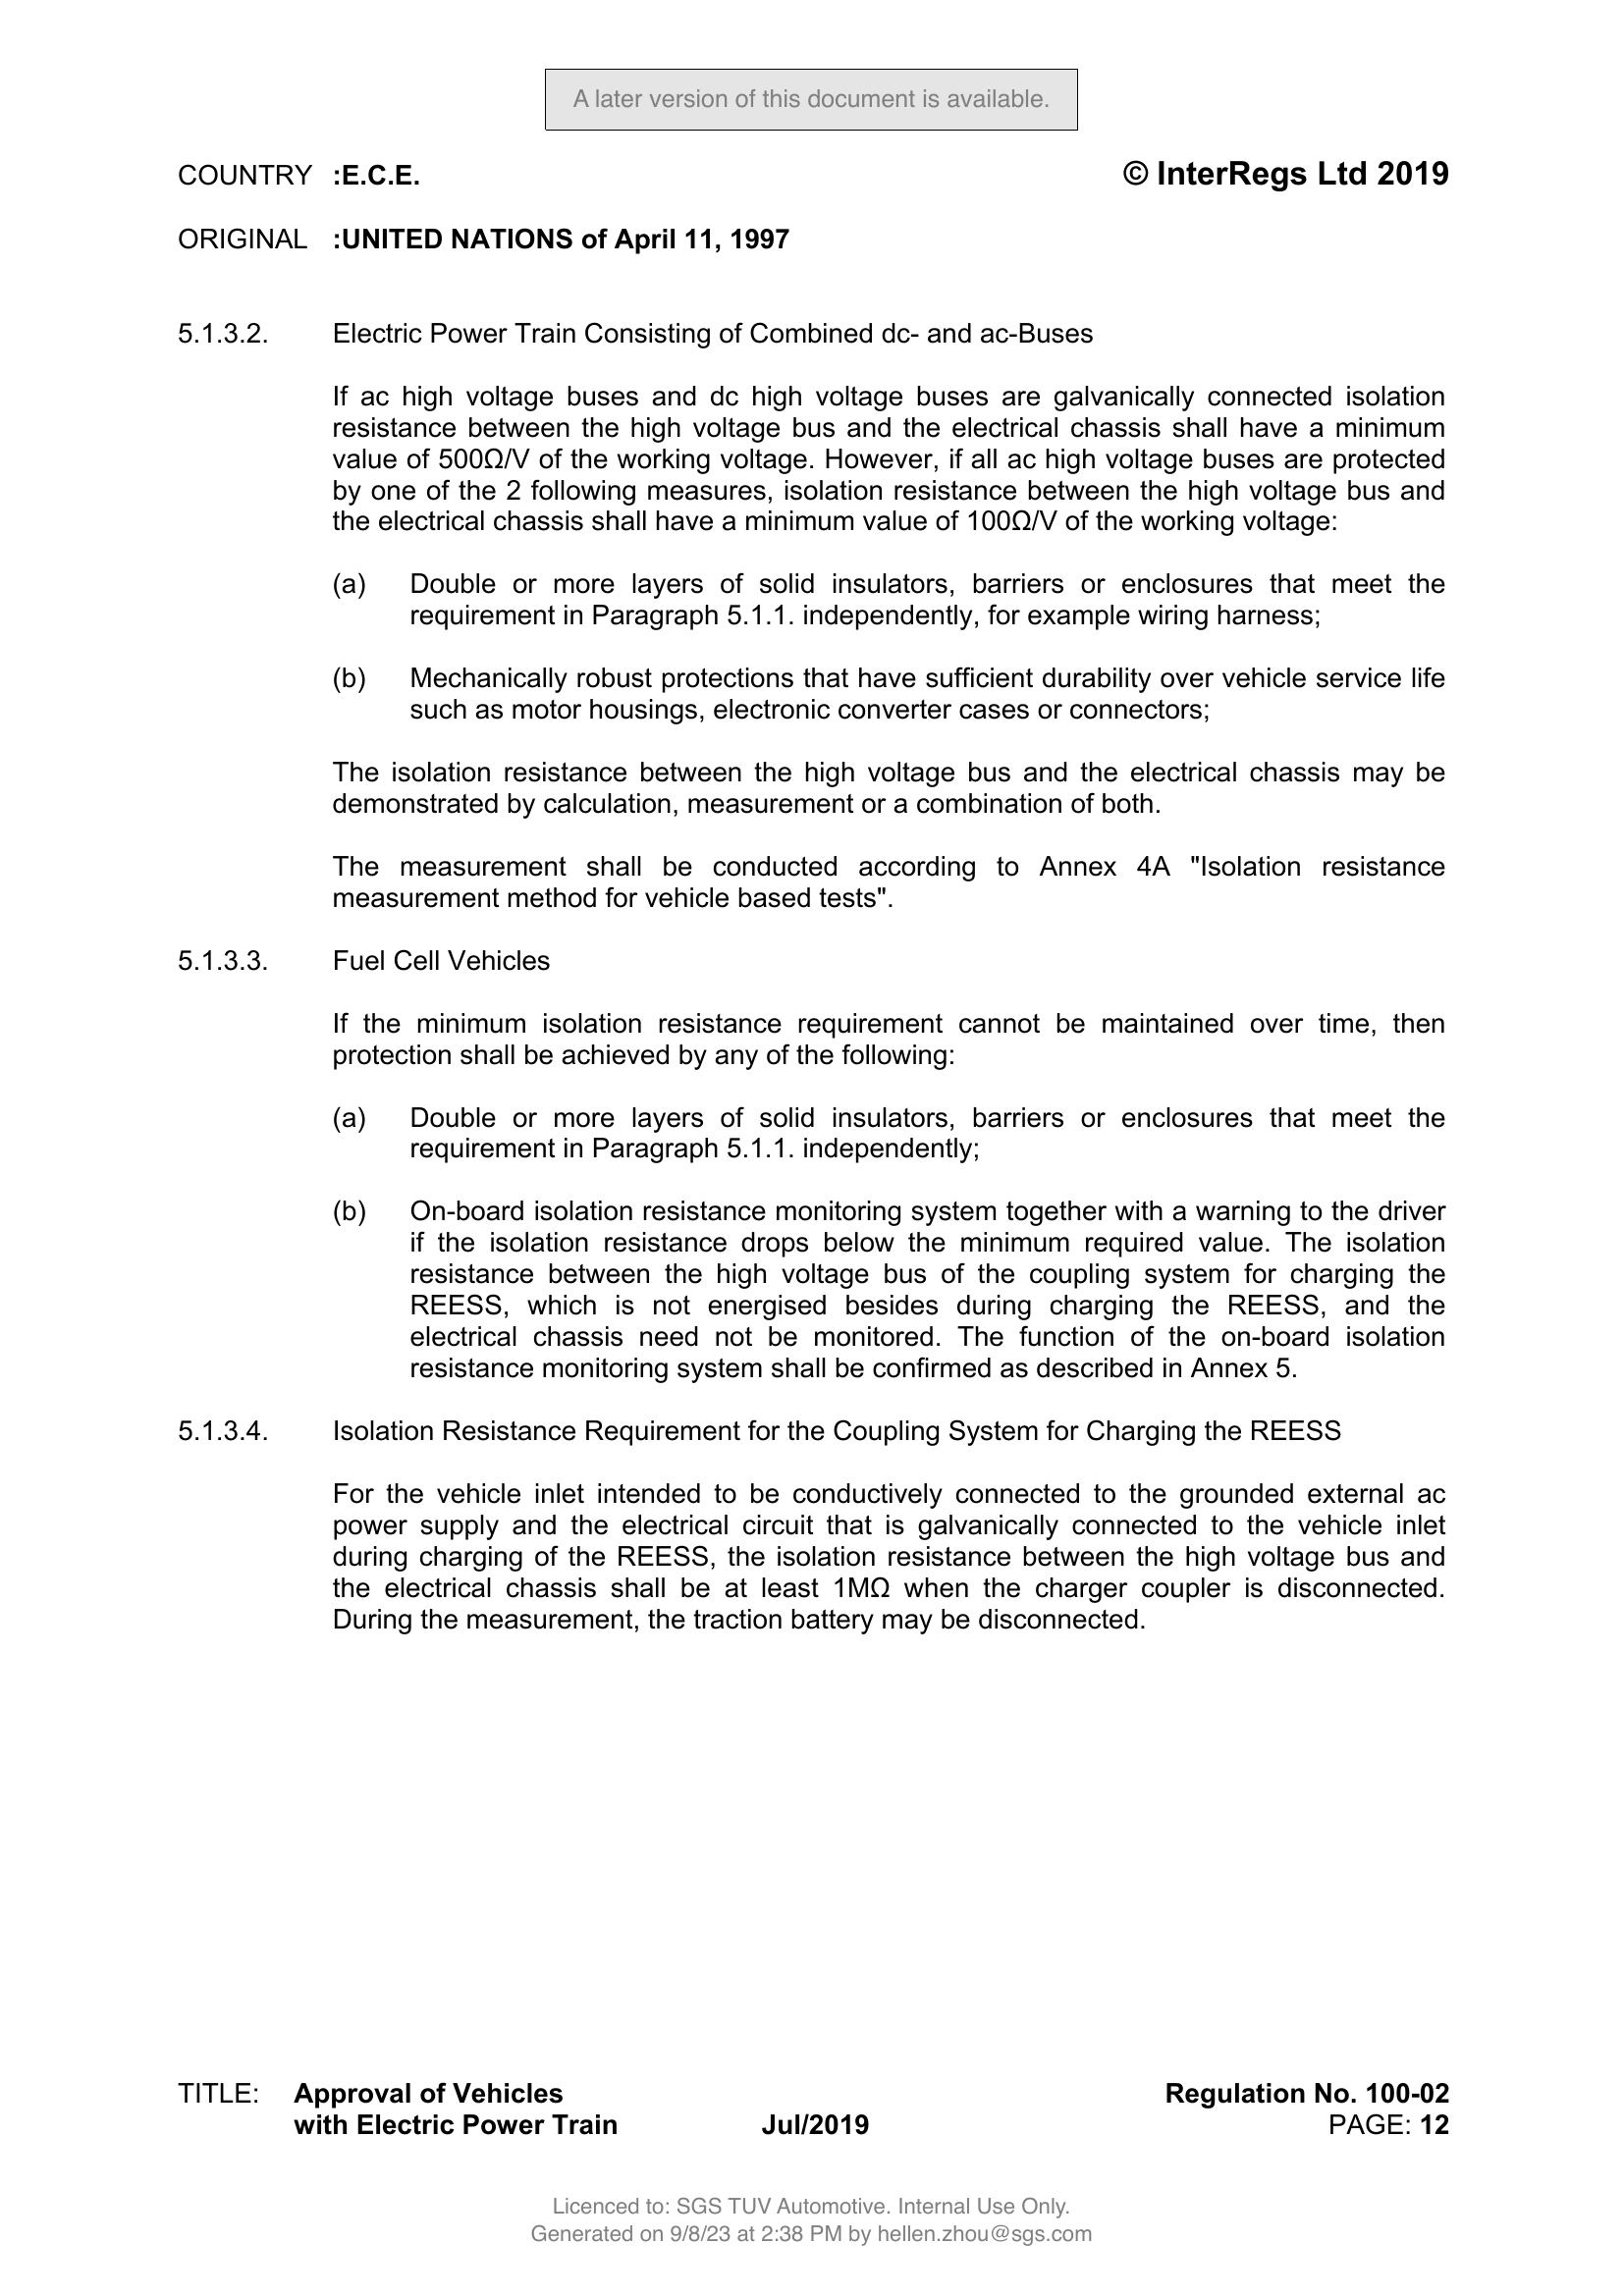 A later version of this document is available.
COUNTRY :E.C.E. © InterRegs Ltd 2019
ORIGINAL :UNITED NATIONS of April 11, 1997
5.1.3.2. Electric Power Train Consisting of Combined dc- and ac-Buses
If ac high voltage buses and dc high voltage buses are galvanically connected isolation
resistance between the high voltage bus and the electrical chassis shall have a minimum
value of 500Ω/V of the working voltage. However, if all ac high voltage buses are protected
by one of the 2 following measures, isolation resistance between the high voltage bus and
the electrical chassis shall have a minimum value of 100Ω/V of the working voltage:
(a) Double or more layers of solid insulators, barriers or enclosures that meet the
requirement in Paragraph 5.1.1. independently, for example wiring harness;
(b) Mechanically robust protections that have sufficient durability over vehicle service life
such as motor housings, electronic converter cases or connectors;
The isolation resistance between the high voltage bus and the electrical chassis may be
demonstrated by calculation, measurement or a combination of both.
The measurement shall be conducted according to Annex 4A "Isolation resistance
measurement method for vehicle based tests".
5.1.3.3. Fuel Cell Vehicles
If the minimum isolation resistance requirement cannot be maintained over time, then
protection shall be achieved by any of the following:
(a) Double or more layers of solid insulators, barriers or enclosures that meet the
requirement in Paragraph 5.1.1. independently;
(b) On-board isolation resistance monitoring system together with a warning to the driver
if the isolation resistance drops below the minimum required value. The isolation
resistance between the high voltage bus of the coupling system for charging the
REESS, which is not energised besides during charging the REESS, and the
electrical chassis need not be monitored. The function of the on-board isolation
resistance monitoring system shall be confirmed as described in Annex 5.
5.1.3.4. Isolation Resistance Requirement for the Coupling System for Charging the REESS
For the vehicle inlet intended to be conductively connected to the grounded external ac
power supply and the electrical circuit that is galvanically connected to the vehicle inlet
during charging of the REESS, the isolation resistance between the high voltage bus and
the electrical chassis shall be at least 1MΩ when the charger coupler is disconnected.
During the measurement, the traction battery may be disconnected.
TITLE: Approval of Vehicles Regulation No. 100-02
with Electric Power Train Jul/2019 PAGE: 12
Licenced to: SGS TUV Automotive. Internal Use Only.
Generated on 9/8/23 at 2:38 PM by hellen.zhou@sgs.com